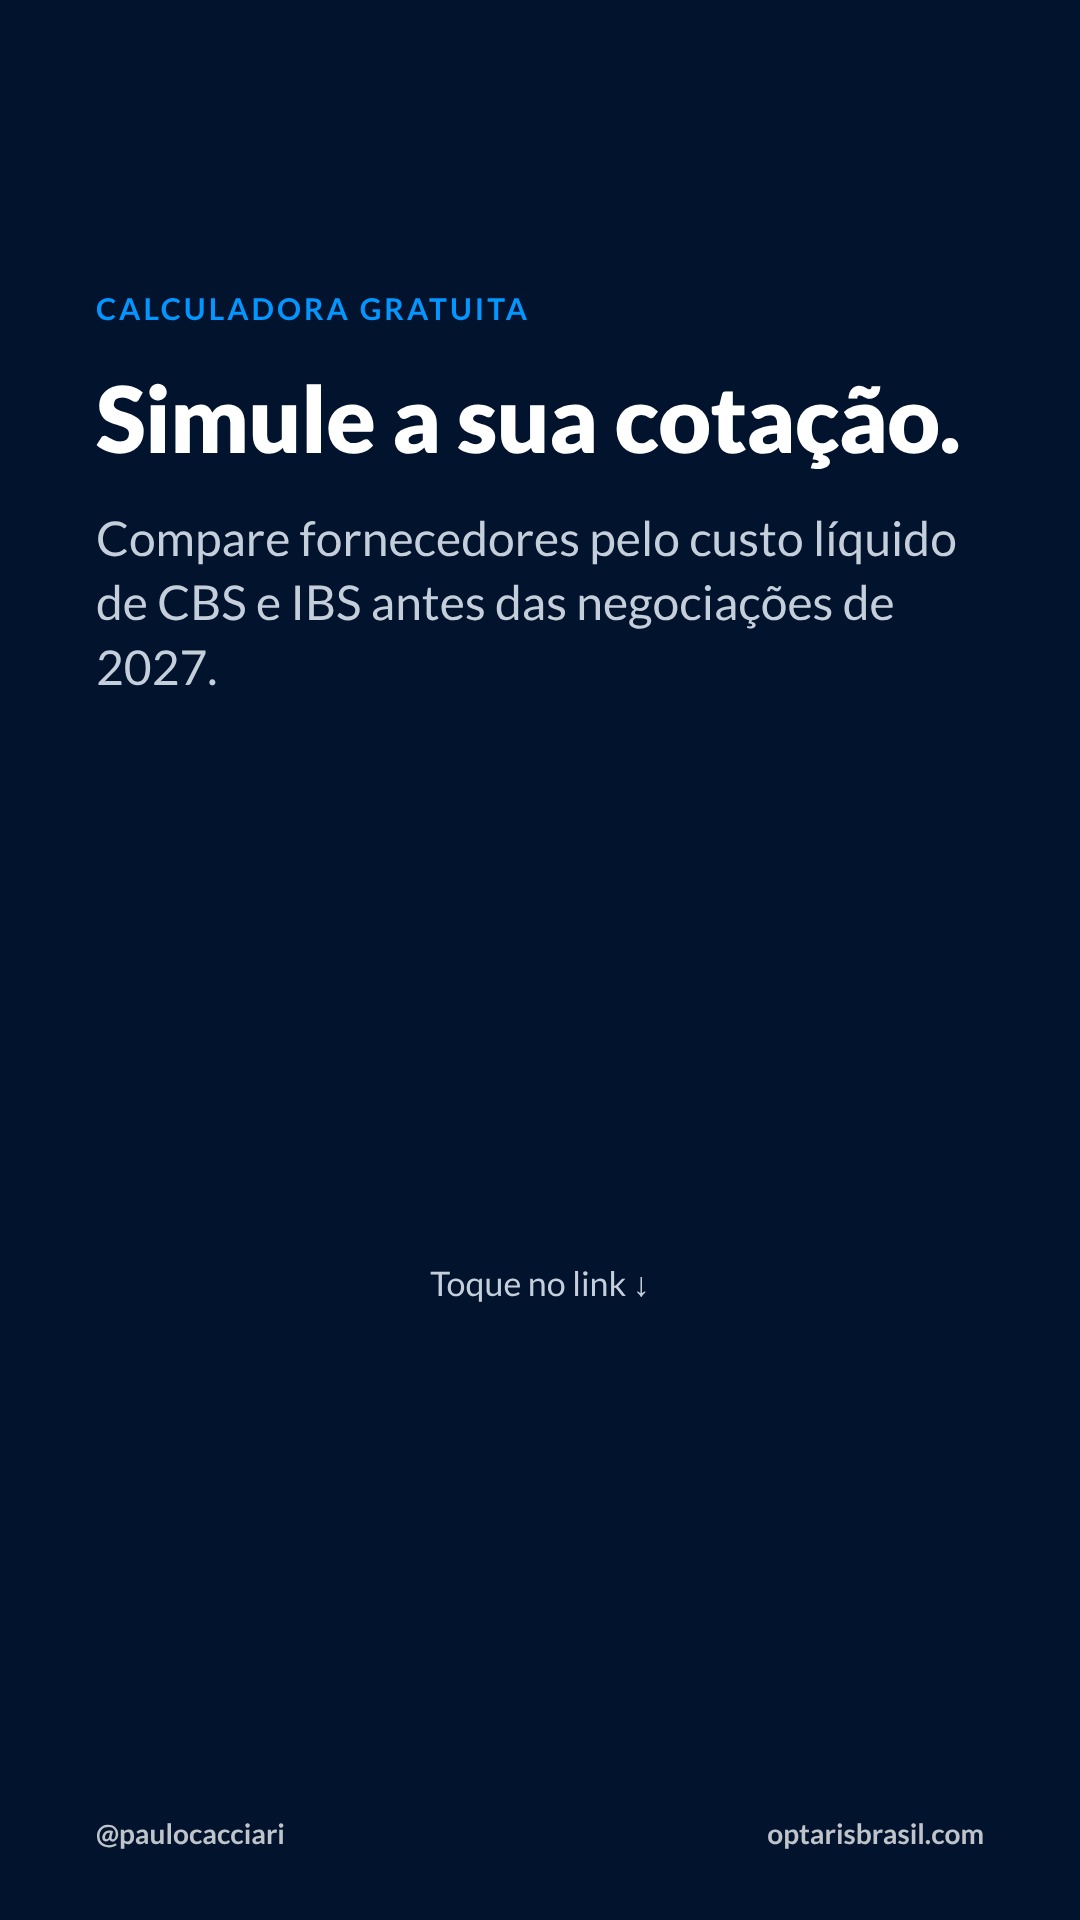 CALCULADORA GRATUITA
Simule a sua cotação.
Compare fornecedores pelo custo líquido
de CBS e IBS antes das negociações de
2027.
Toque no link ↓
@paulocacciari
optarisbrasil.com